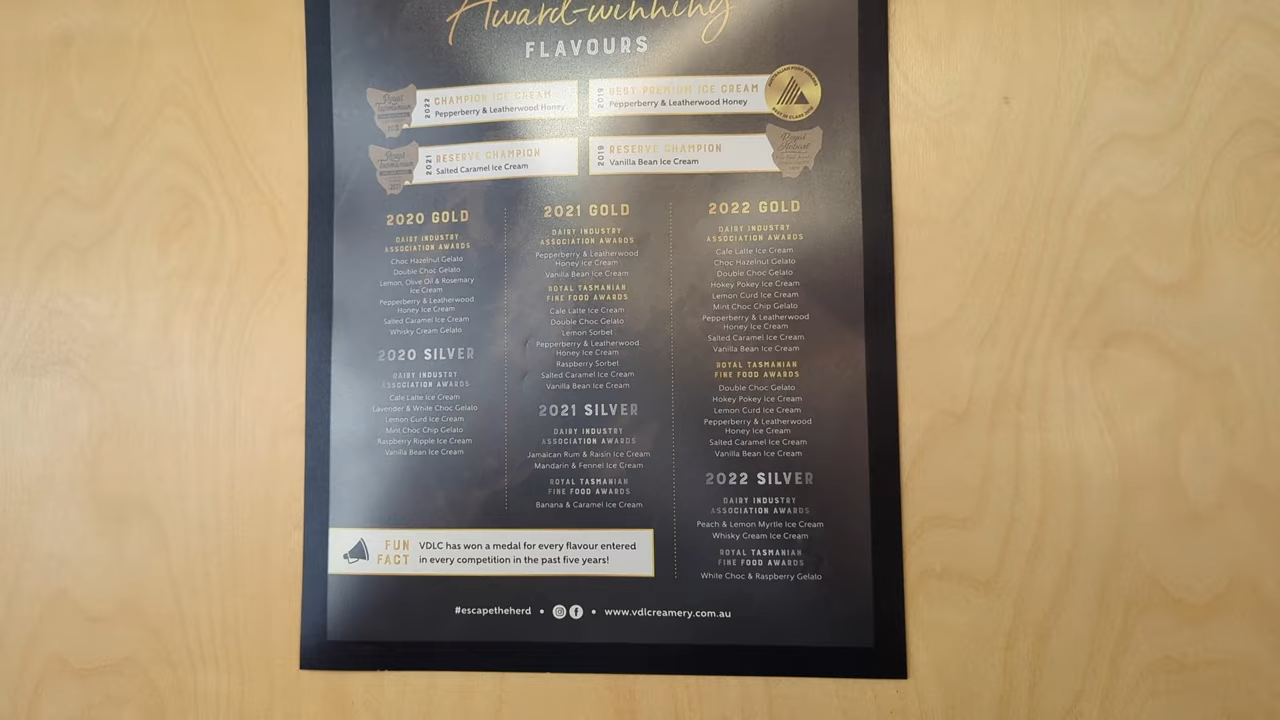 Award-winning
FLAVOURS
2022
CHAMPION ICE CREAM
Pepperberry & Leatherwood Honey
2019
BEST PREMIUM ICE CREAM
Pepperberry & Leatherwood Honey
2021
RESERVE CHAMPION
Salted Caramel Ice Cream
2019
RESERVE CHAMPION
Vanilla Bean Ice Cream
2020 GOLD
DAIRY INDUSTRY
ASSOCIATION AWARDS
Choc Hazelnut Gelato
Double Choc Gelato
Lemon, Olive Oil & Rosemary
Ice Cream
Pepperberry & Leatherwood
Honey Ice Cream
Salted Caramel Ice Cream
Whisky Cream Gelato
2020 SILVER
DAIRY INDUSTRY
ASSOCIATION AWARDS
Cafe Latte Ice Cream
Lavender & White Choc Gelato
Lemon Curd Ice Cream
Mint Choc Chip Gelato
Raspberry Ripple Ice Cream
Vanilla Bean Ice Cream
2021 GOLD
DAIRY INDUSTRY
ASSOCIATION AWARDS
Pepperberry & Leatherwood
Honey Ice Cream
Vanilla Bean Ice Cream
ROYAL TASMANIAN
FINE FOOD AWARDS
Cafe Latte Ice Cream
Double Choc Gelato
Lemon Sorbet
Pepperberry & Leatherwood
Honey Ice Cream
Raspberry Sorbet
Salted Caramel Ice Cream
Vanilla Bean Ice Cream
2021 SILVER
DAIRY INDUSTRY
ASSOCIATION AWARDS
Jamaican Rum & Raisin Ice Cream
Mandarin & Fennel Ice Cream
ROYAL TASMANIAN
FINE FOOD AWARDS
Banana & Caramel Ice Cream
2022 GOLD
DAIRY INDUSTRY
ASSOCIATION AWARDS
Cafe Latte Ice Cream
Choc Hazelnut Gelato
Double Choc Gelato
Hokey Pokey Ice Cream
Lemon Curd Ice Cream
Mint Choc Chip Gelato
Pepperberry & Leatherwood
Honey Ice Cream
Salted Caramel Ice Cream
Vanilla Bean Ice Cream
ROYAL TASMANIAN
FINE FOOD AWARDS
Double Choc Gelato
Hokey Pokey Ice Cream
Lemon Curd Ice Cream
Pepperberry & Leatherwood
Honey Ice Cream
Salted Caramel Ice Cream
Vanilla Bean Ice Cream
2022 SILVER
DAIRY INDUSTRY
ASSOCIATION AWARDS
Peach & Lemon Myrtle Ice Cream
Whisky Cream Ice Cream
ROYAL TASMANIAN
FINE FOOD AWARDS
White Choc & Raspberry Gelato
FUN
FACT
VDLC has won a medal for every flavour entered
in every competition in the past five years!
#escapetheherd • • www.vdlcreamery.com.au